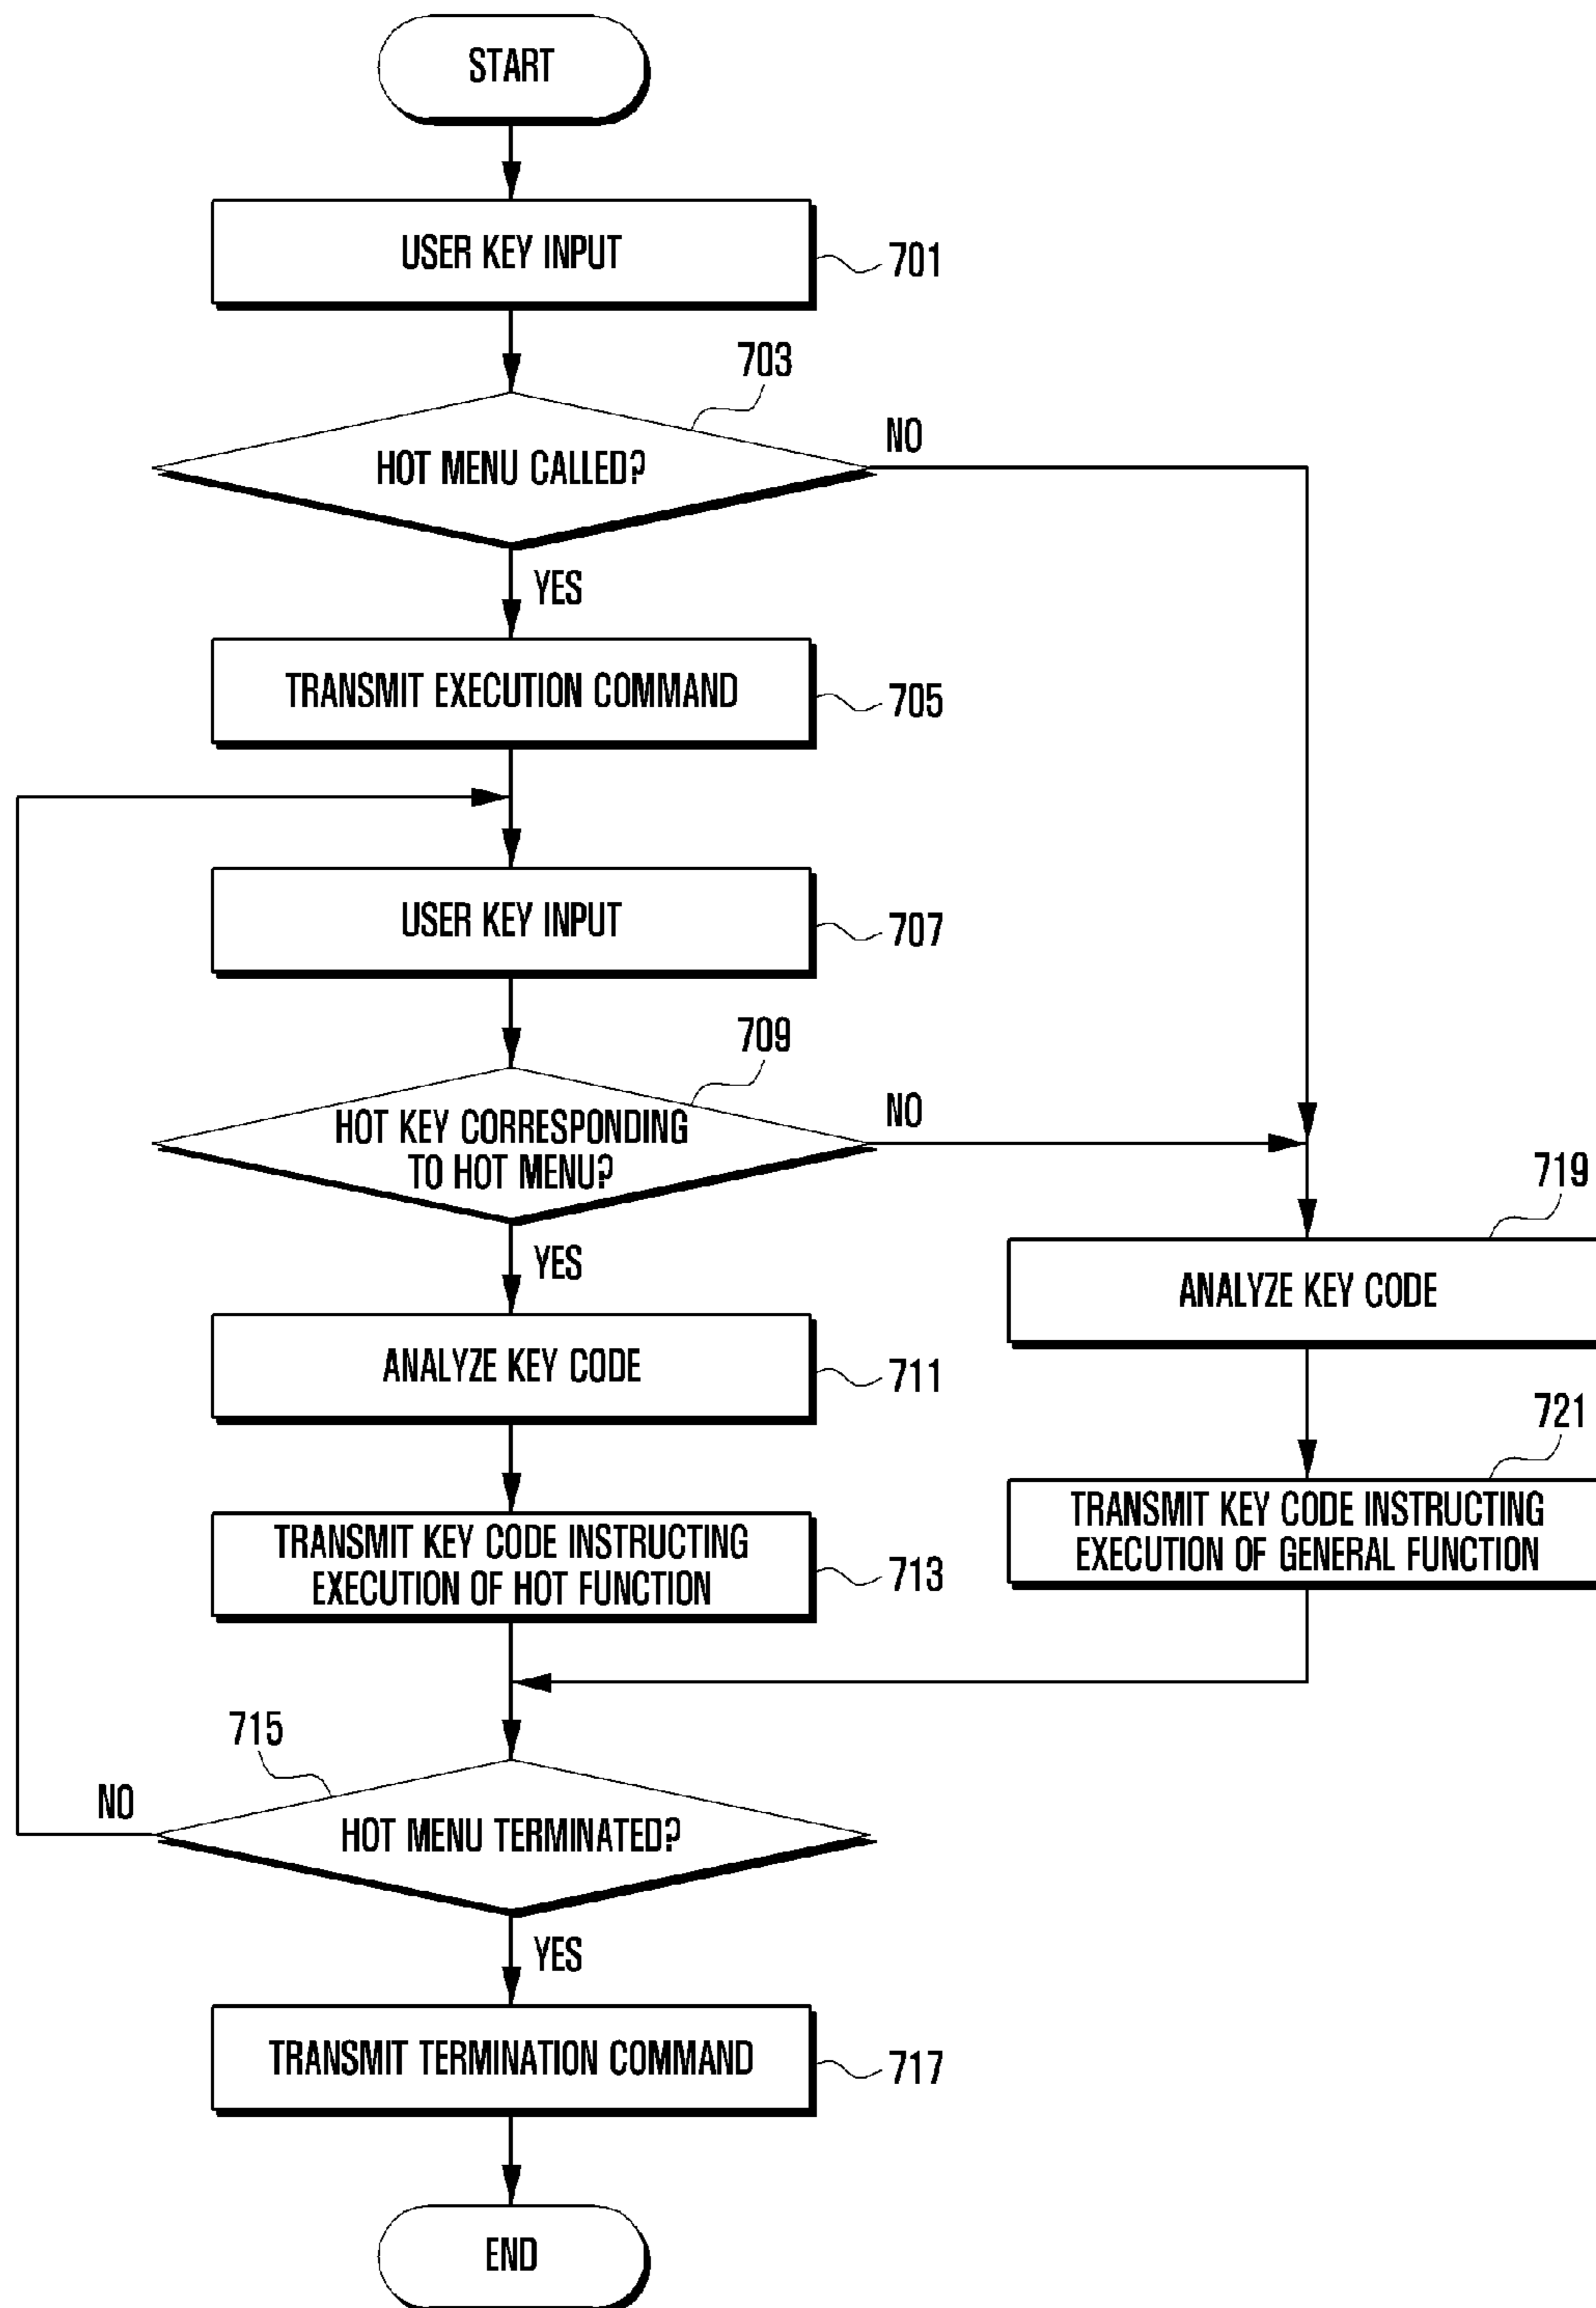 START
USER KEY INPUT
701
703
HOT MENU CALLED?
NO
YES
TRANSMIT EXECUTION COMMAND
705
USER KEY INPUT
707
709
HOT KEY CORRESPONDING
TO HOT MENU?
NO
YES
719
ANALYZE KEY CODE
ANALYZE KEY CODE
711
721
TRANSMIT KEY CODE INSTRUCTING
EXECUTION OF GENERAL FUNCTION
TRANSMIT KEY CODE INSTRUCTING
EXECUTION OF HOT FUNCTION
713
715
NO
HOT MENU TERMINATED?
YES
TRANSMIT TERMINATION COMMAND
717
END